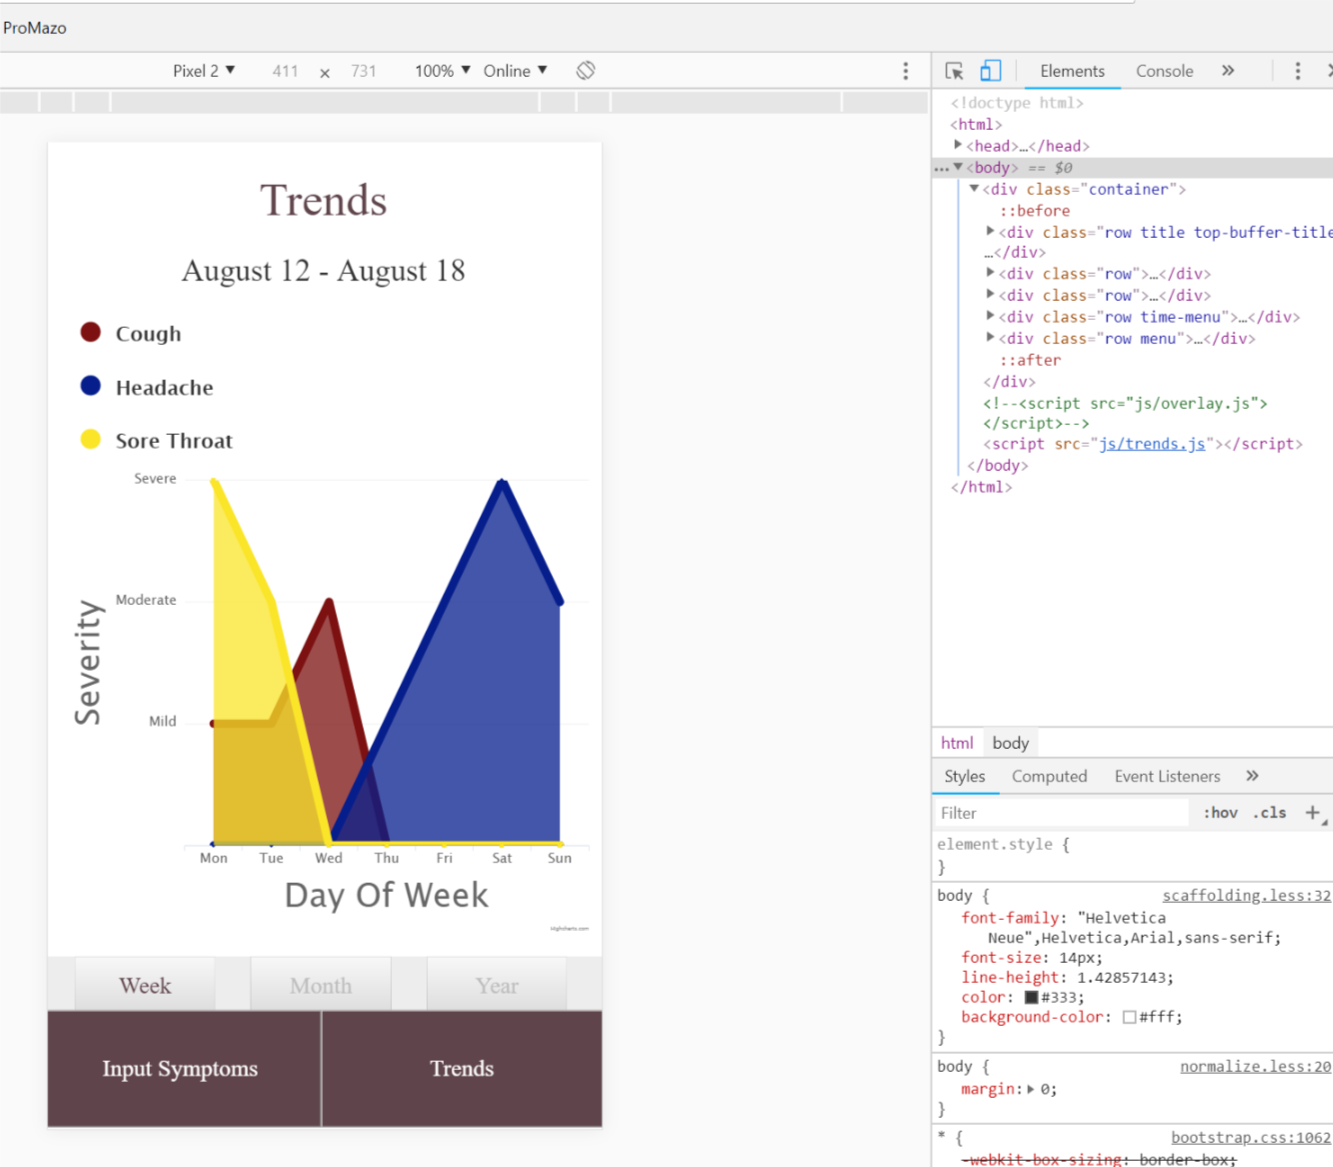 ProMazo
Pixel 2 ▼ 411 × 731 100% ▼ Online ▼
Elements Console »
<!doctype html>
<html>
▶<head>…</head>
…▼<body> == $0
▼<div class="container">
::before
▶<div class="row title top-buffer-title
…</div>
▶<div class="row">…</div>
▶<div class="row">…</div>
▶<div class="row time-menu">…</div>
▶<div class="row menu">…</div>
::after
</div>
<!--<script src="js/overlay.js">
</script>-->
<script src="js/trends.js"></script>
</body>
</html>
Trends
August 12 - August 18
Cough
Headache
Sore Throat
Severe
Moderate
Mild
Severity
Mon Tue Wed Thu Fri Sat Sun
Day Of Week
Highcharts.com
Week Month Year
Input Symptoms Trends
html body
Styles Computed Event Listeners »
Filter :hov .cls +
element.style {
}
body { scaffolding.less:32
font-family: "Helvetica
Neue",Helvetica,Arial,sans-serif;
font-size: 14px;
line-height: 1.42857143;
color: #333;
background-color: #fff;
}
body { normalize.less:20
margin:▶ 0;
}
* { bootstrap.css:1062
-webkit-box-sizing: border-box;